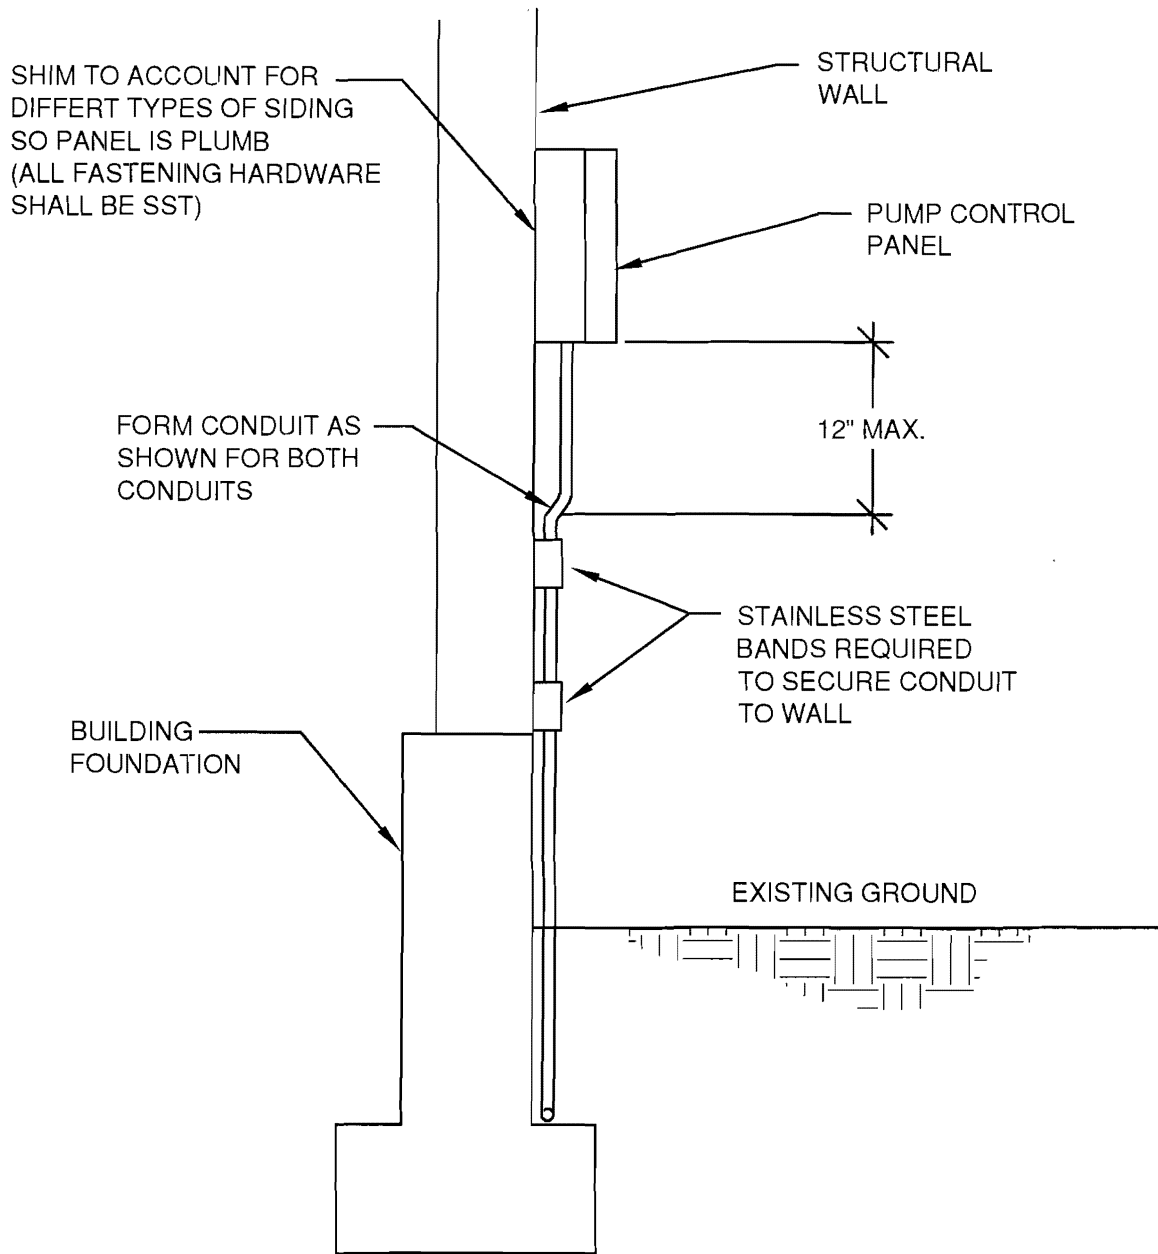 SHIM TO ACCOUNT FOR
DIFFERT TYPES OF SIDING
SO PANEL IS PLUMB
(ALL FASTENING HARDWARE
SHALL BE SST)
STRUCTURAL
WALL
PUMP CONTROL
PANEL
12" MAX.
FORM CONDUIT AS
SHOWN FOR BOTH
CONDUITS
STAINLESS STEEL
BANDS REQUIRED
TO SECURE CONDUIT
TO WALL
BUILDING
FOUNDATION
EXISTING GROUND